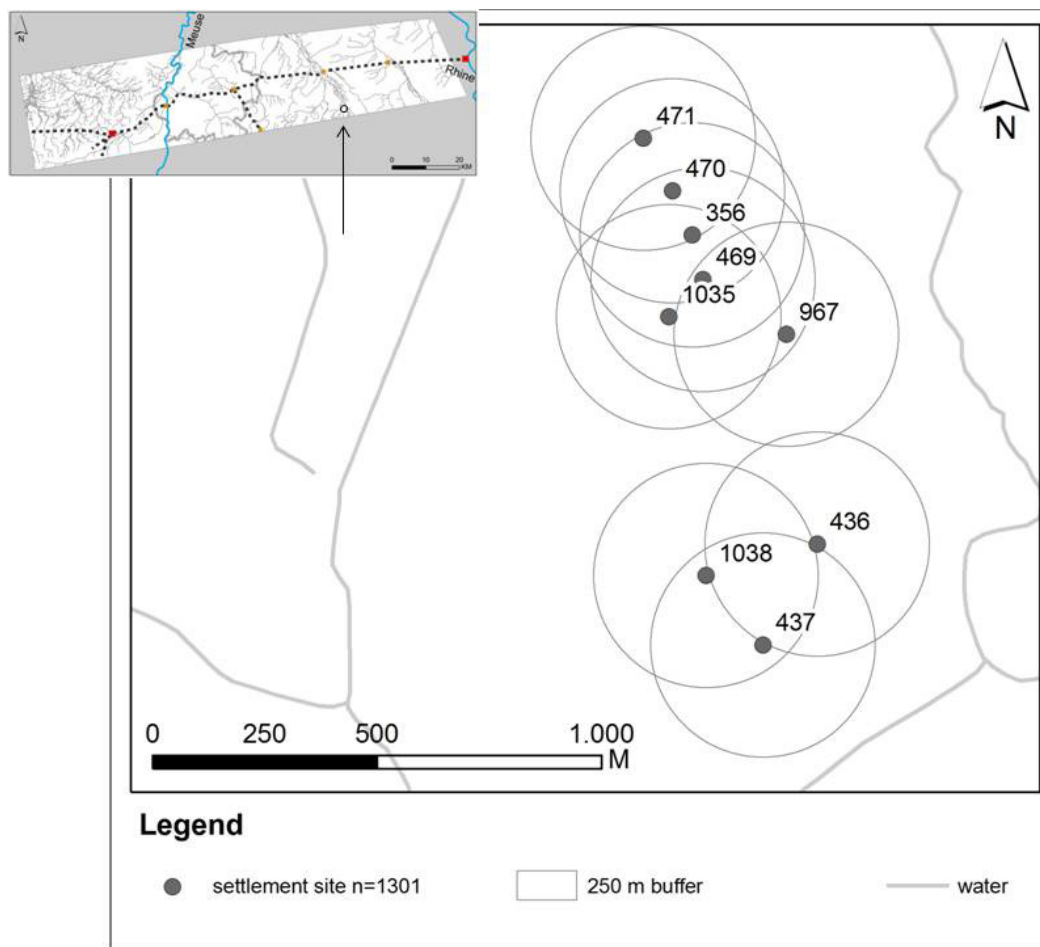 N
Meuse
Rhine
0 10 20
KM
N
471
470
356
469
1035
967
436
1038
437
0 250 500 1.000
M
Legend
settlement site n=1301
250 m buffer
water